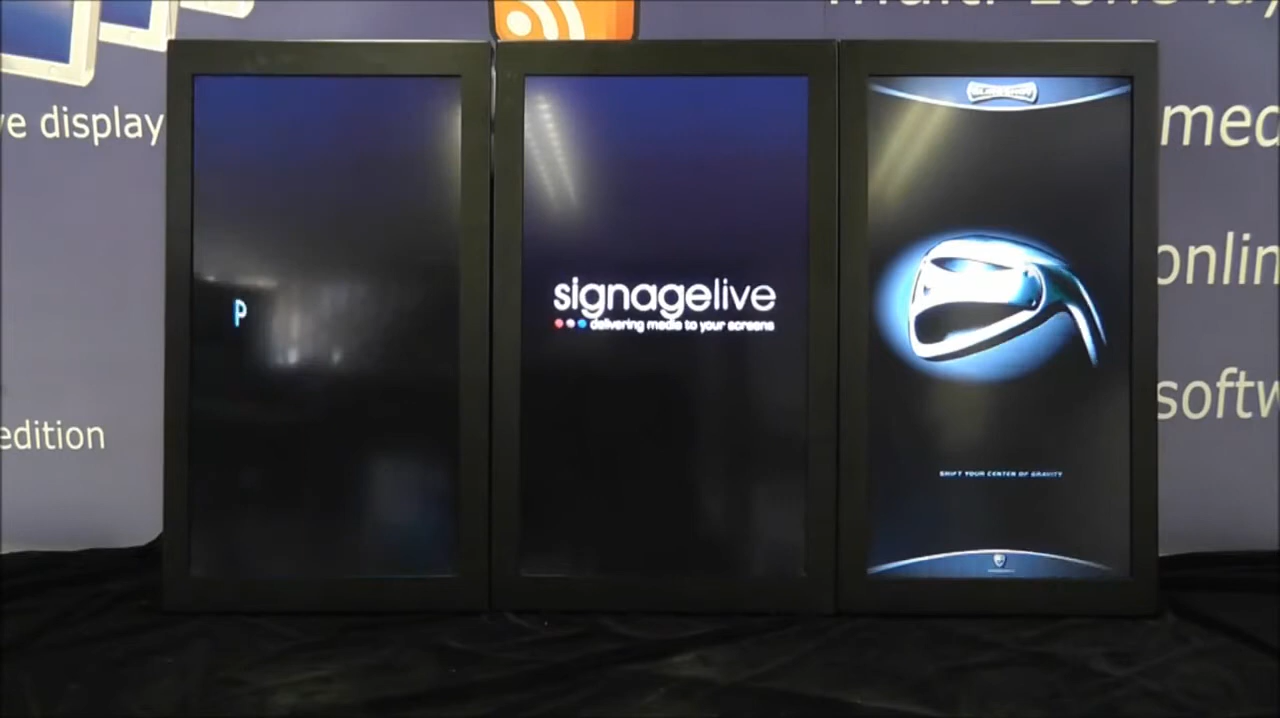 ve display
edition
P
signagelive
delivering media to your screens
SHIFT YOUR CENTER OF GRAVITY
med
onlin
softw